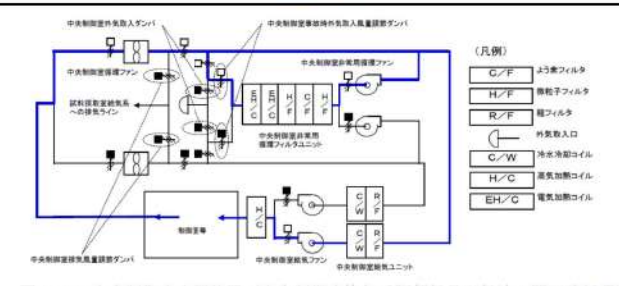 中央制御室外気取入ダンパ
中央制御室事故時外気取入風量調節ダンパ
中央制御室循環ファン
中央制御室非常用循環ファン
試料採取室給気系
への排気ライン
EH/C
H/F
C/F
H/F
中央制御室非常用
循環フィルタユニット
制御室等
H/C
C/W
R/F
C/W
R/F
中央制御室排気風量調節ダンパ
中央制御室給気ファン
中央制御室給気ユニット
(凡例)
C/F よう素フィルタ
H/F 微粒子フィルタ
R/F 粗フィルタ
外気取入口
C/W 冷水冷却コイル
H/C 蒸気加熱コイル
EH/C 電気加熱コイル